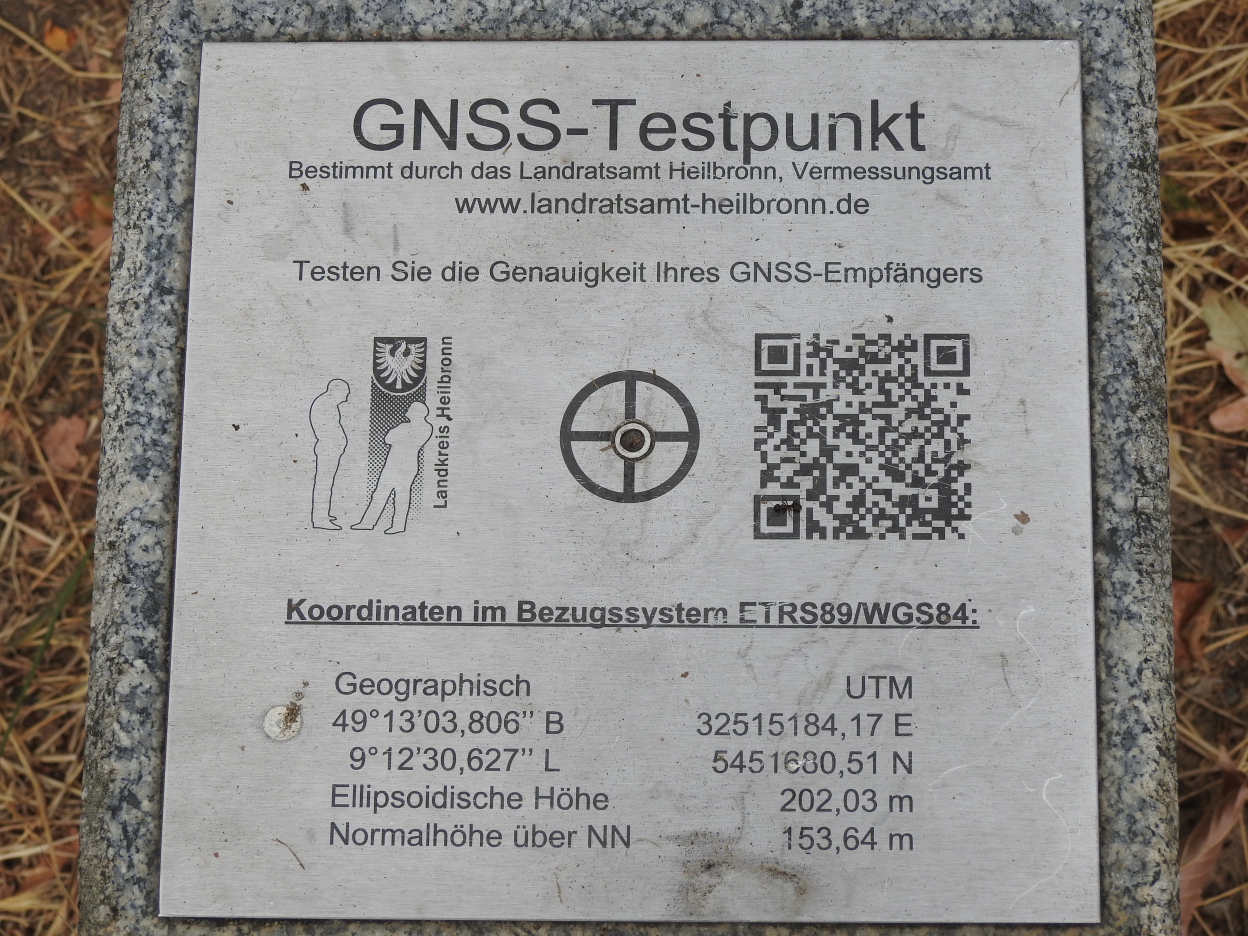 GNSS-Testpunkt
Bestimmt durch das Landratsamt Heilbronn, Vermessungsamt
www.landratsamt-heilbronn.de
Testen Sie die Genauigkeit Ihres GNSS-Empfängers
Landkreis Heilbronn
Koordinaten im Bezugssystem ETRS89/WGS84:
Geographisch UTM
49°13’03,806’’ B 32515184,17 E
9°12’30,627’’ L 5451680,51 N
Ellipsoidische Höhe 202,03 m
Normalhöhe über NN 153,64 m